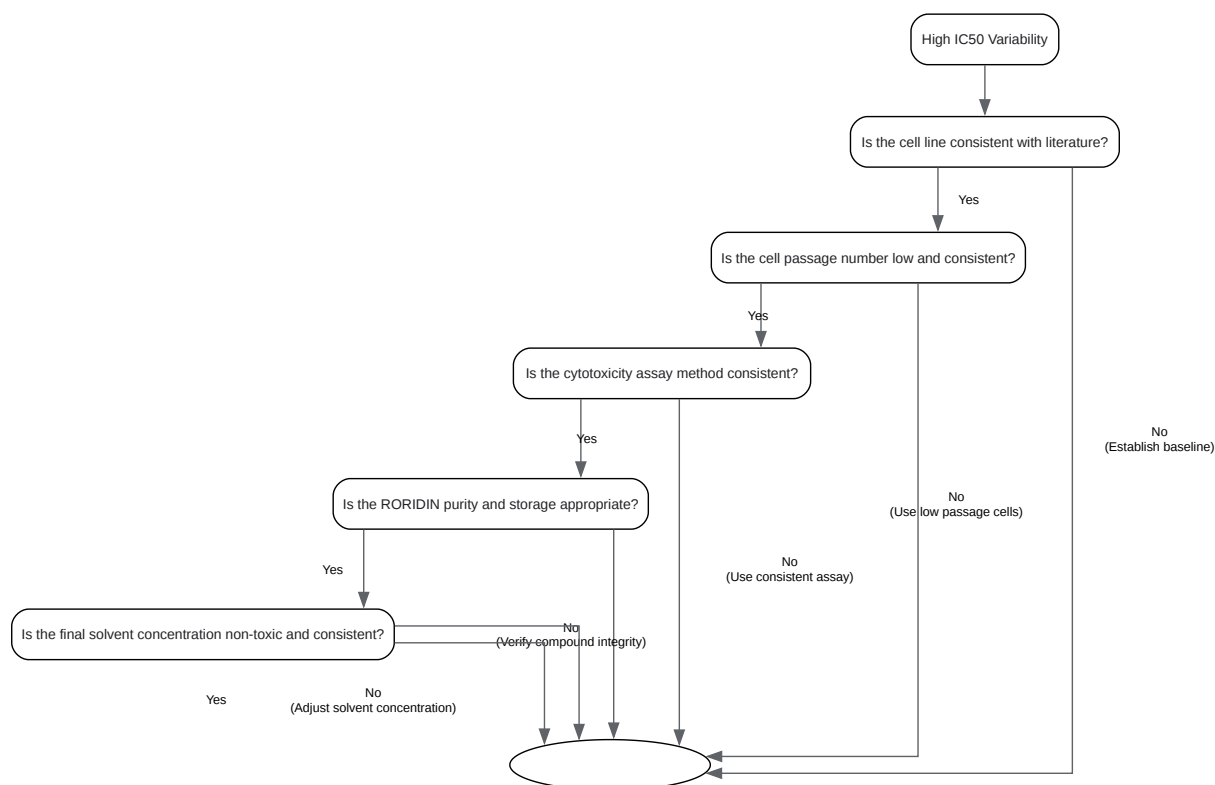 High IC50 Variability
Is the cell line consistent with literature?
Yes
Is the cell passage number low and consistent?
Yes
Is the cytotoxicity assay method consistent?
Yes
No
(Establish baseline)
Is the RORIDIN purity and storage appropriate?
No
(Use low passage cells)
Yes
No
(Use consistent assay)
Is the final solvent concentration non-toxic and consistent?
No
(Verify compound integrity)
Yes
No
(Adjust solvent concentration)